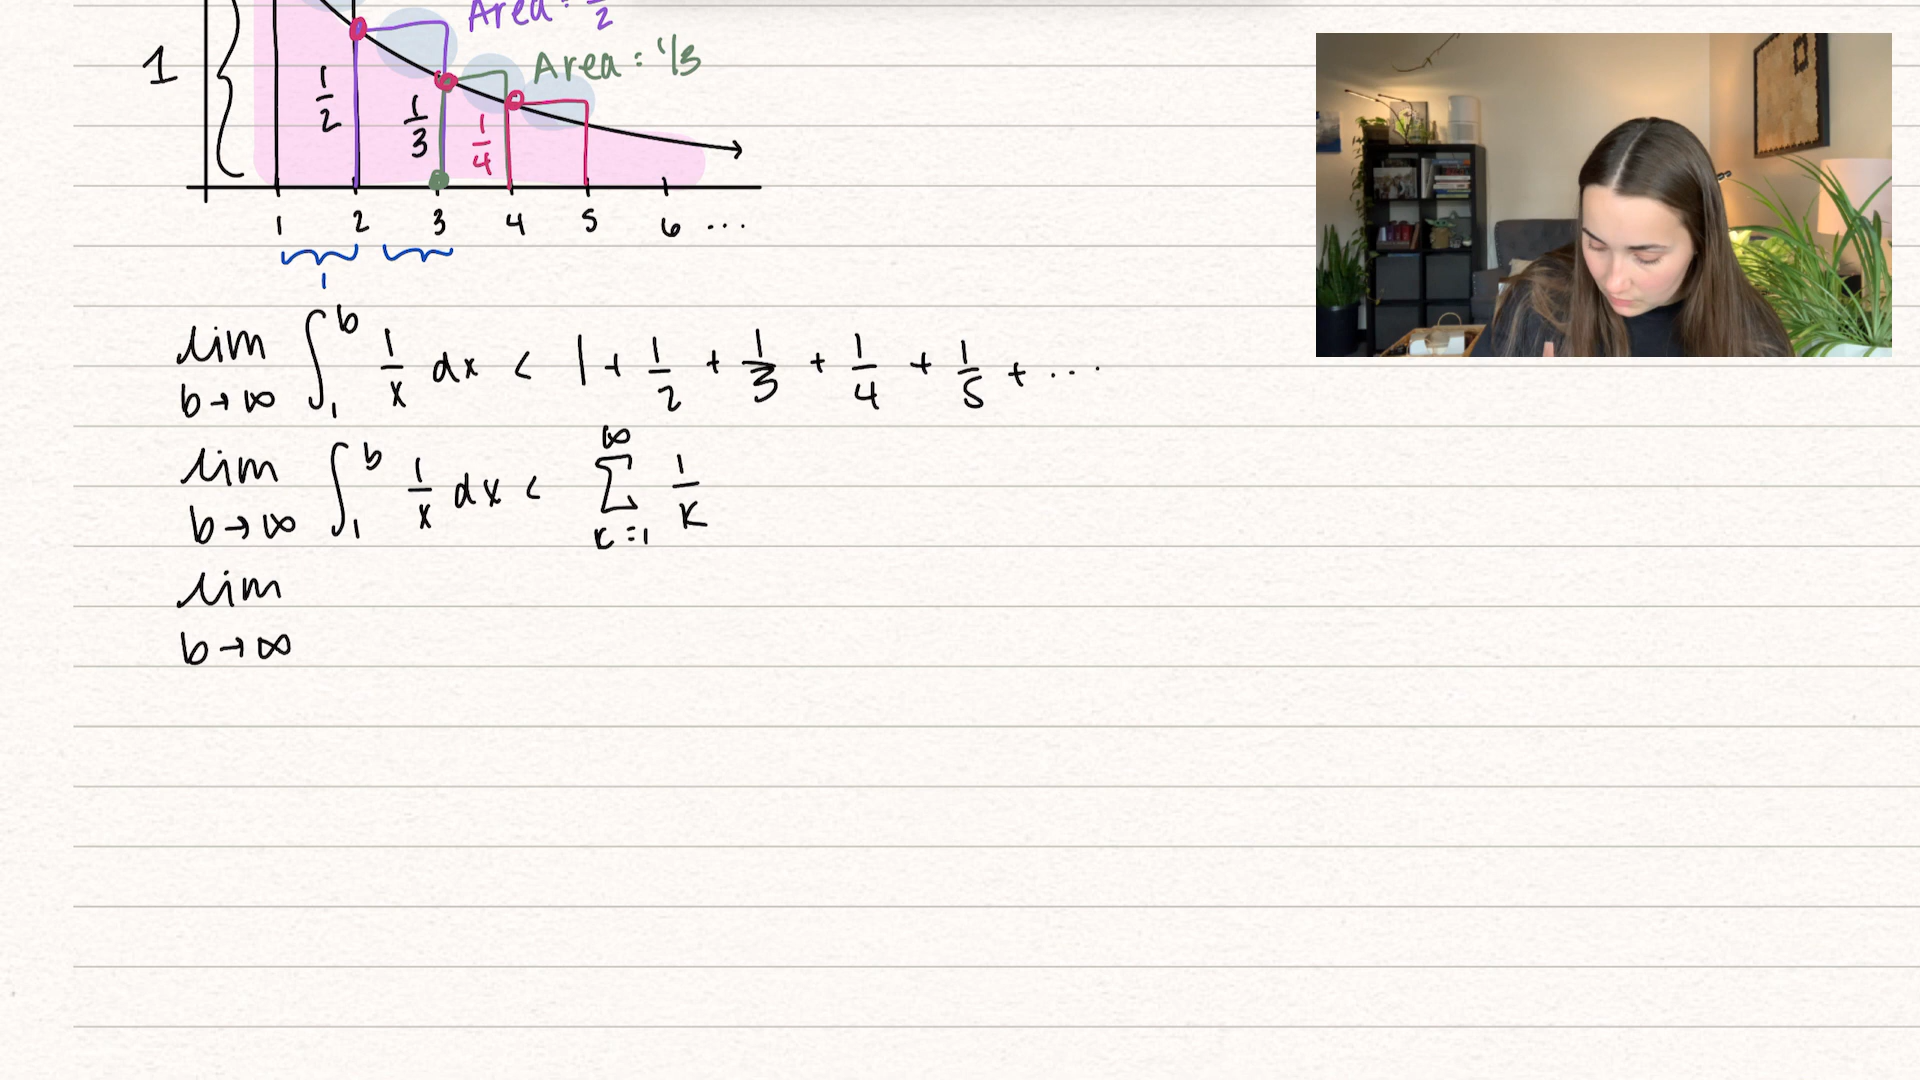 Area: 1/2
Area: 1/3
1
1/2
1/3
1/4
1 2 3 4 5 6 ...
1
lim b→∞ ∫₁ᵇ 1/x dx < 1 + 1/2 + 1/3 + 1/4 + 1/5 + ...
lim b→∞ ∫₁ᵇ 1/x dx < ∑ K=1 ∞ 1/K
lim
b→∞